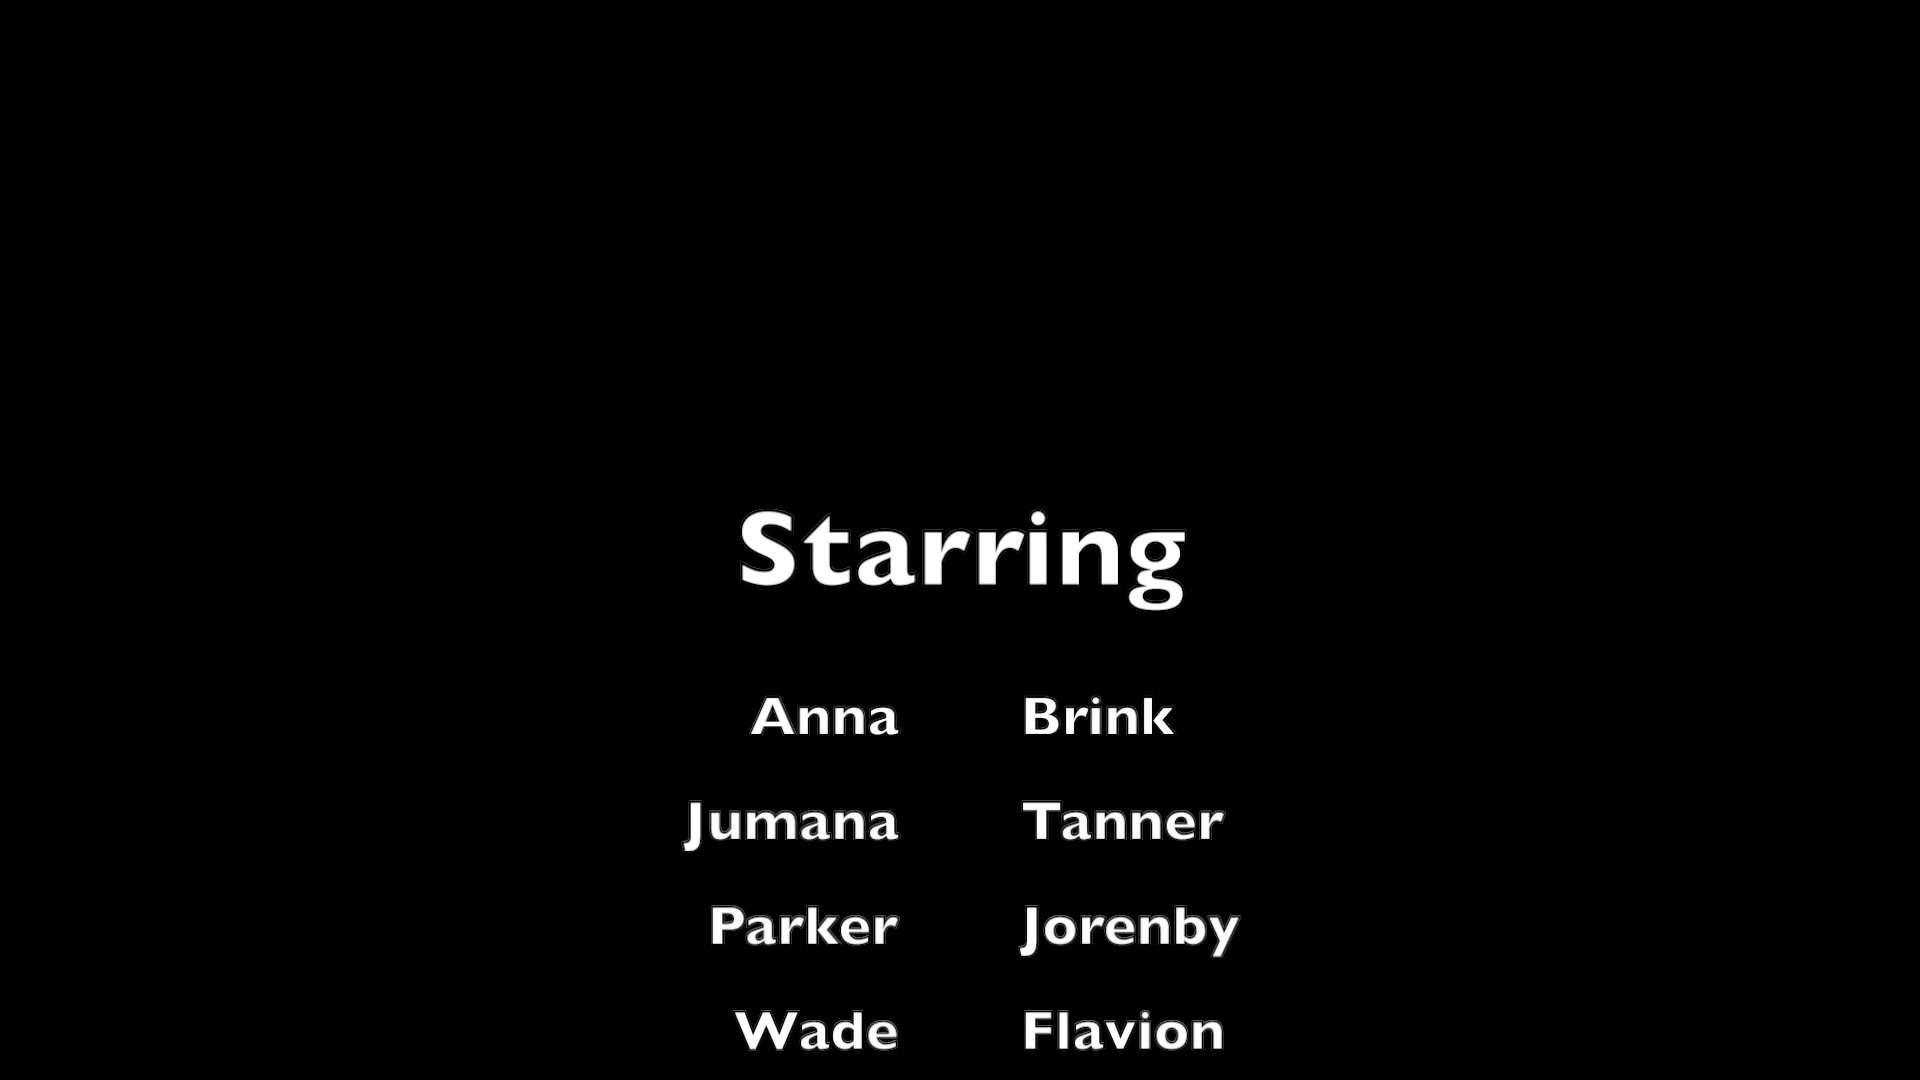 Starring
Anna Brink
Jumana Tanner
Parker Jorenby
Wade Flavion